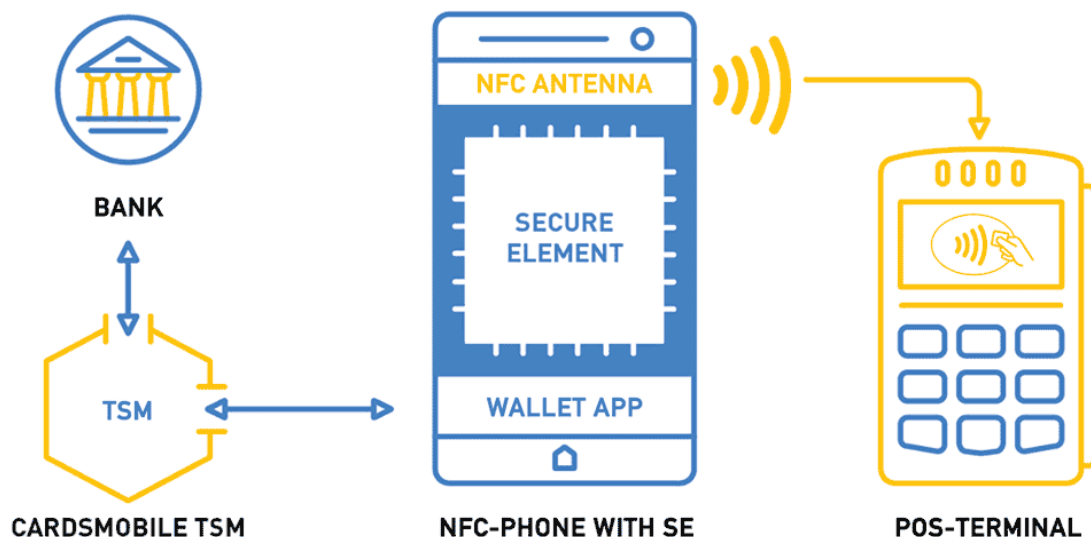 NFC ANTENNA
SECURE
ELEMENT
WALLET APP
BANK
TSM
CARDSMOBILE TSM
NFC-PHONE WITH SE
POS-TERMINAL